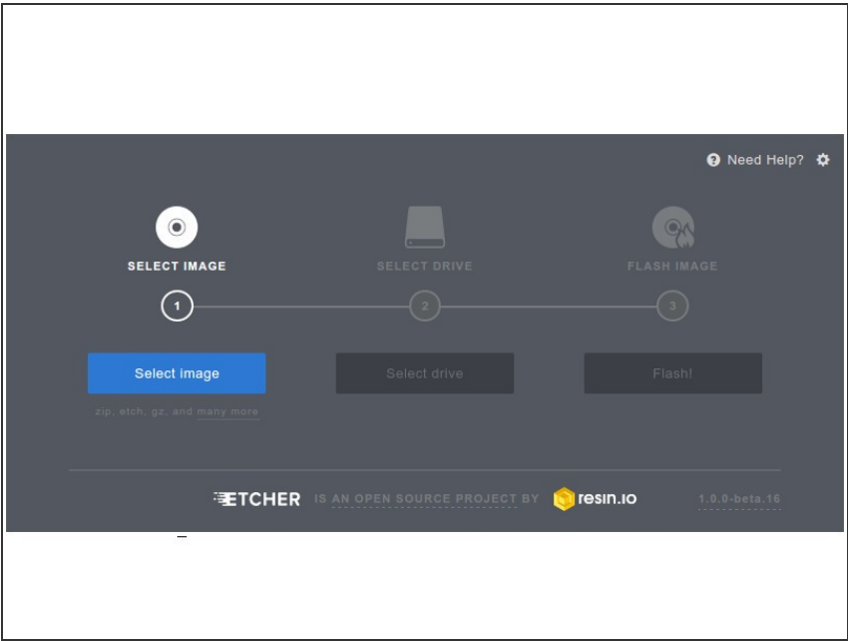 Need Help?
SELECT IMAGE SELECT DRIVE FLASH IMAGE
1 2 3
Select image Select drive Flash!
zip, etch, gz, and many more
ETCHER IS AN OPEN SOURCE PROJECT BY resin.io 1.0.0-beta.16